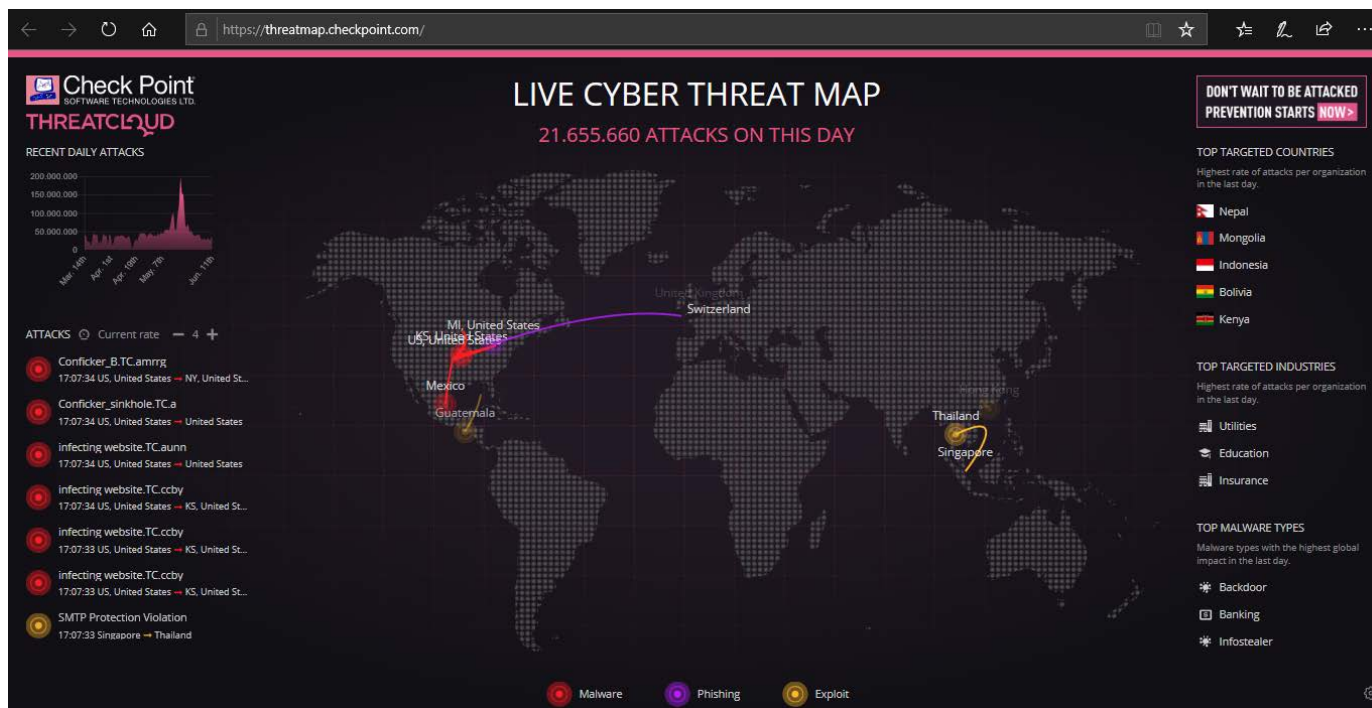 https://threatmap.checkpoint.com/
Check Point
SOFTWARE TECHNOLOGIES LTD.
THREATCLOUD
LIVE CYBER THREAT MAP
21.655.660 ATTACKS ON THIS DAY
DON'T WAIT TO BE ATTACKED
PREVENTION STARTS NOW>
RECENT DAILY ATTACKS
200.000.000
150.000.000
100.000.000
50.000.000
0
Mar. 14th
Apr. 1st
Apr. 19th
May. 7th
Jun. 11th
ATTACKS Current rate — 4 +
Conficker_B.TC.amrrg
17:07:34 US, United States → NY, United St...
Conficker_sinkhole.TC.a
17:07:34 US, United States → United States
infecting website.TC.aunn
17:07:34 US, United States → United States
infecting website.TC.ccby
17:07:34 US, United States → KS, United St...
infecting website.TC.ccby
17:07:33 US, United States → KS, United St...
infecting website.TC.ccby
17:07:33 US, United States → KS, United St...
SMTP Protection Violation
17:07:33 Singapore → Thailand
United Kingdom
Switzerland
MI, United States
KS, United States
US, United States
Mexico
Guatemala
Hong Kong
Thailand
Singapore
Malware
Phishing
Exploit
TOP TARGETED COUNTRIES
Highest rate of attacks per organization
in the last day.
Nepal
Mongolia
Indonesia
Bolivia
Kenya
TOP TARGETED INDUSTRIES
Highest rate of attacks per organization
in the last day.
Utilities
Education
Insurance
TOP MALWARE TYPES
Malware types with the highest global
impact in the last day.
Backdoor
Banking
Infostealer